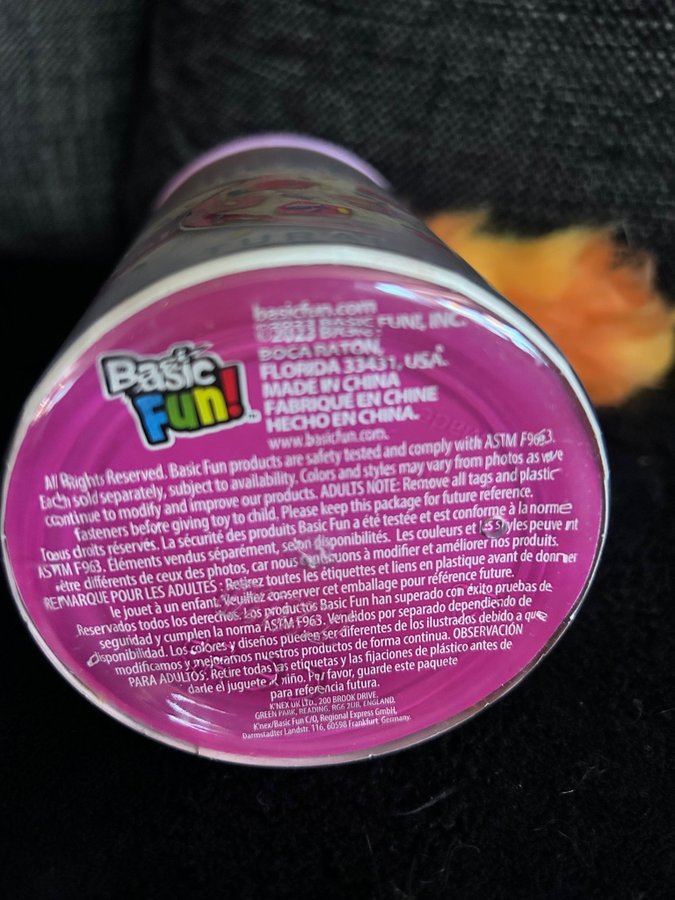 Basic
Fun!
™
basicfun.com
© 2023 BASIC FUN!, INC.
BOCA RATON,
FLORIDA 33431, USA.
MADE IN CHINA
FABRIQUÉ EN CHINE
HECHO EN CHINA.
www.basicfun.com.
All Rights Reserved. Basic Fun products are safety tested and comply with ASTM F963.
Each sold separately, subject to availability. Colors and styles may vary from photos as we
continue to modify and improve our products. ADULTS NOTE: Remove all tags and plastic
fasteners before giving toy to child. Please keep this package for future reference.
Tous droits réservés. La sécurité des produits Basic Fun a été testée et est conforme à la norme
ASTM F963. Éléments vendus séparément, selon disponibilités. Les couleurs et les styles peuvent
être différents de ceux des photos, car nous continuons à modifier et améliorer nos produits.
REMARQUE POUR LES ADULTES : Retirez toutes les étiquettes et liens en plastique avant de donner
le jouet à un enfant. Veuillez conserver cet emballage pour référence future.
Reservados todos los derechos. Los productos Basic Fun han superado con éxito pruebas de
seguridad y cumplen la norma ASTM F963. Vendidos por separado dependiendo de
disponibilidad. Los colores y diseños pueden ser diferentes de los ilustrados debido a que
modificamos y mejoramos nuestros productos de forma continua. OBSERVACIÓN
PARA ADULTOS: Retire todas las etiquetas y las fijaciones de plástico antes de
darle el juguete al niño. Por favor, guarde este paquete
para referencia futura.
K'NEX UK LTD., 200 BROOK DRIVE,
GREEN PARK, READING, RG6 2UB, ENGLAND.
K'nex/Basic Fun C/O, Regional Express GmbH,
Darmstadter Landstr. 116, 60598 Frankfurt Germany.